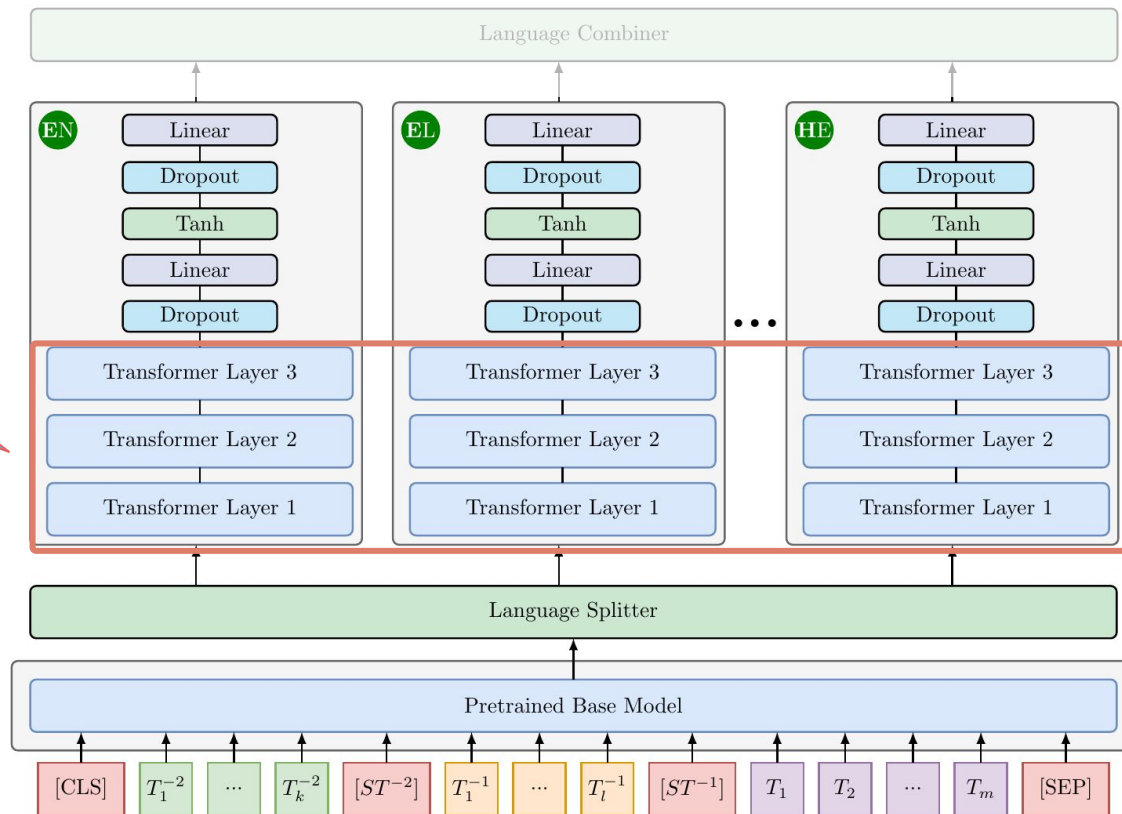 Language Combiner
EN Linear EL Linear HE Linear
Dropout Dropout Dropout
Tanh Tanh Tanh
Linear Linear Linear
Dropout Dropout ... Dropout
Transformer Layer 3 Transformer Layer 3 Transformer Layer 3
Transformer Layer 2 Transformer Layer 2 Transformer Layer 2
Transformer Layer 1 Transformer Layer 1 Transformer Layer 1
Language Splitter
Pretrained Base Model
[CLS] $T_1^{-2}$ ... $T_k^{-2}$ [$ST^{-2}$] $T_1^{-1}$ ... $T_l^{-1}$ [$ST^{-1}$] $T_1$ $T_2$ ... $T_m$ [SEP]